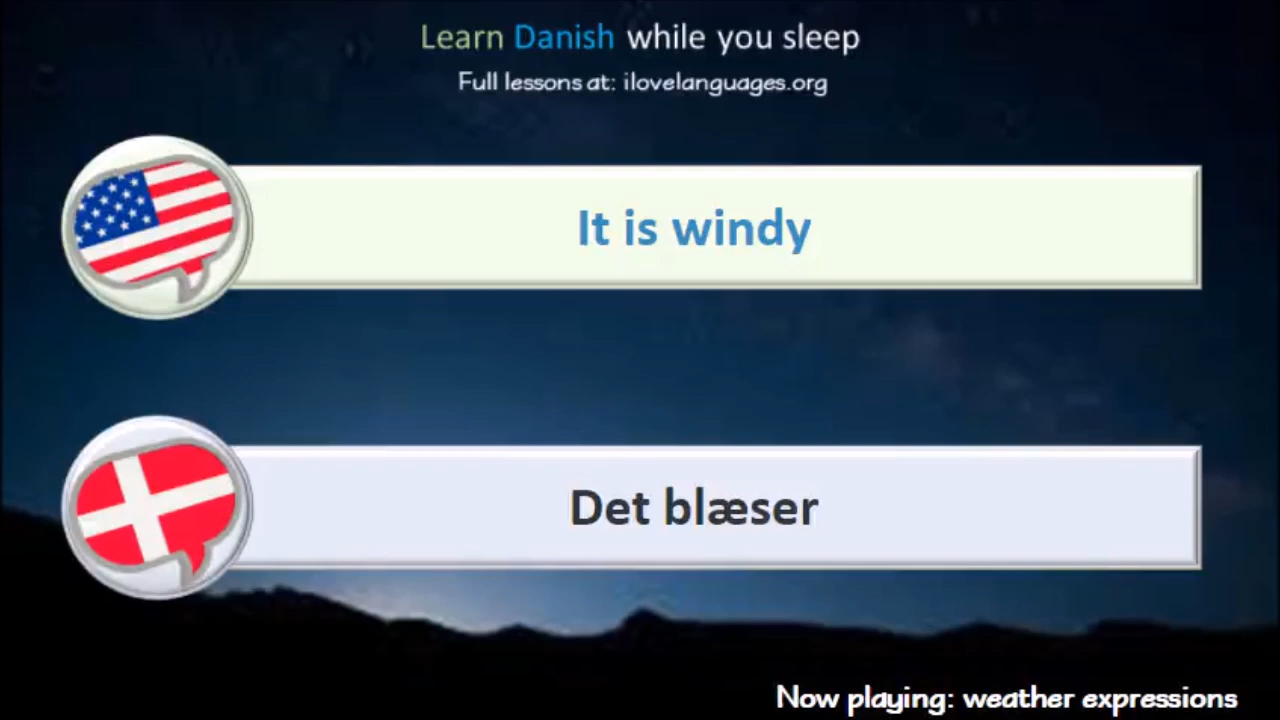 Learn Danish while you sleep
Full lessons at: ilovelanguages.org
It is windy
Det blæser
Now playing: weather expressions